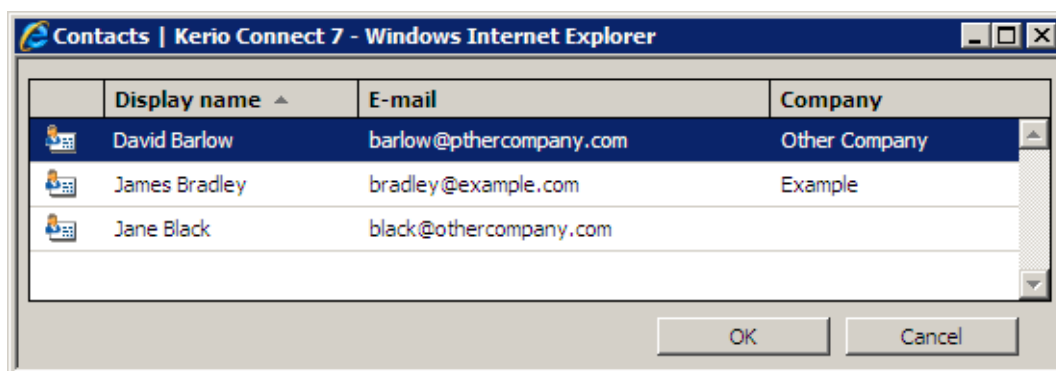 Contacts | Kerio Connect 7 - Windows Internet Explorer
Display name E-mail Company
David Barlow barlow@pthercompany.com Other Company
James Bradley bradley@example.com Example
Jane Black black@othercompany.com
OK Cancel